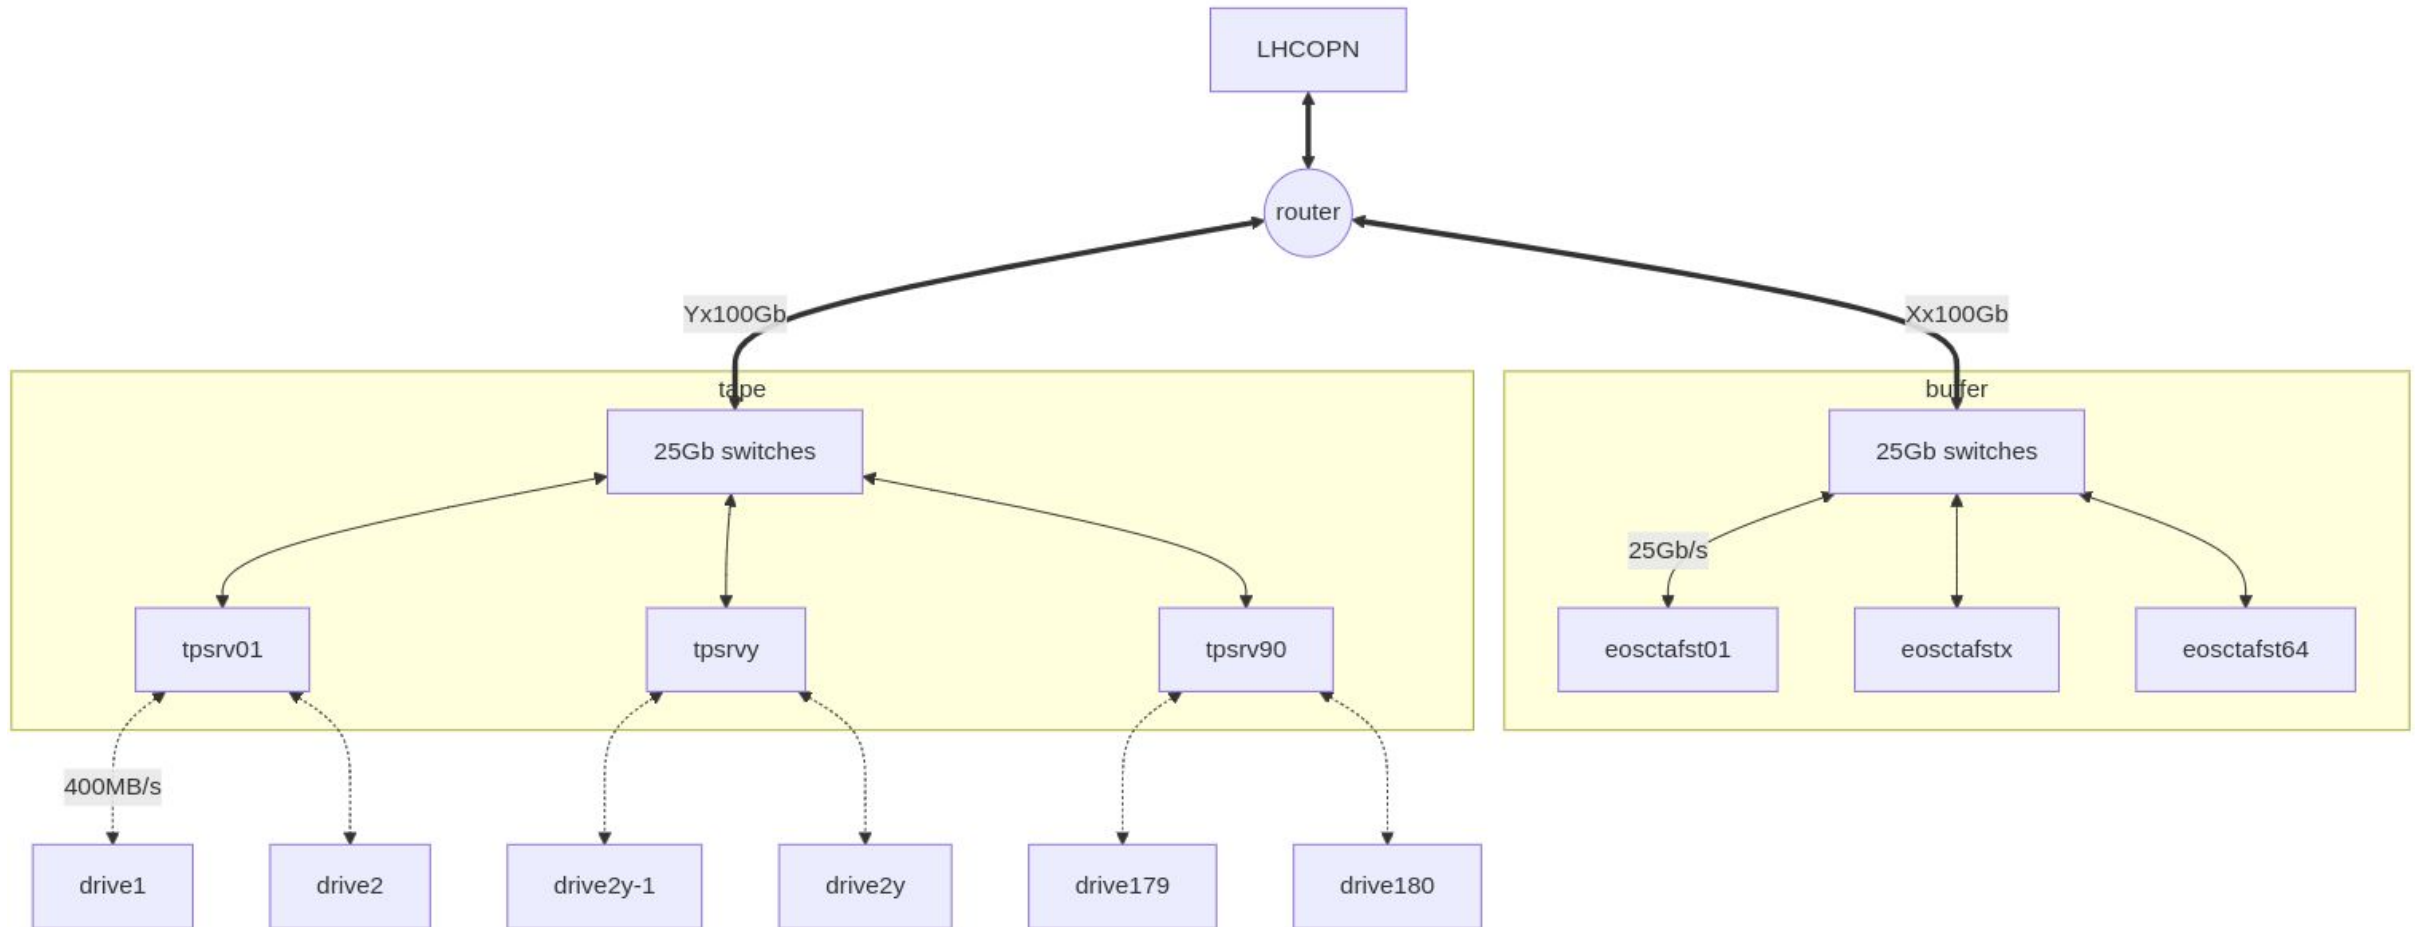 LHCOPN
router
Yx100Gb
Xx100Gb
tape
buffer
25Gb switches
25Gb switches
25Gb/s
tpsrv01
tpsrvy
tpsrv90
eosctafst01
eosctafstx
eosctafst64
400MB/s
drive1
drive2
drive2y-1
drive2y
drive179
drive180